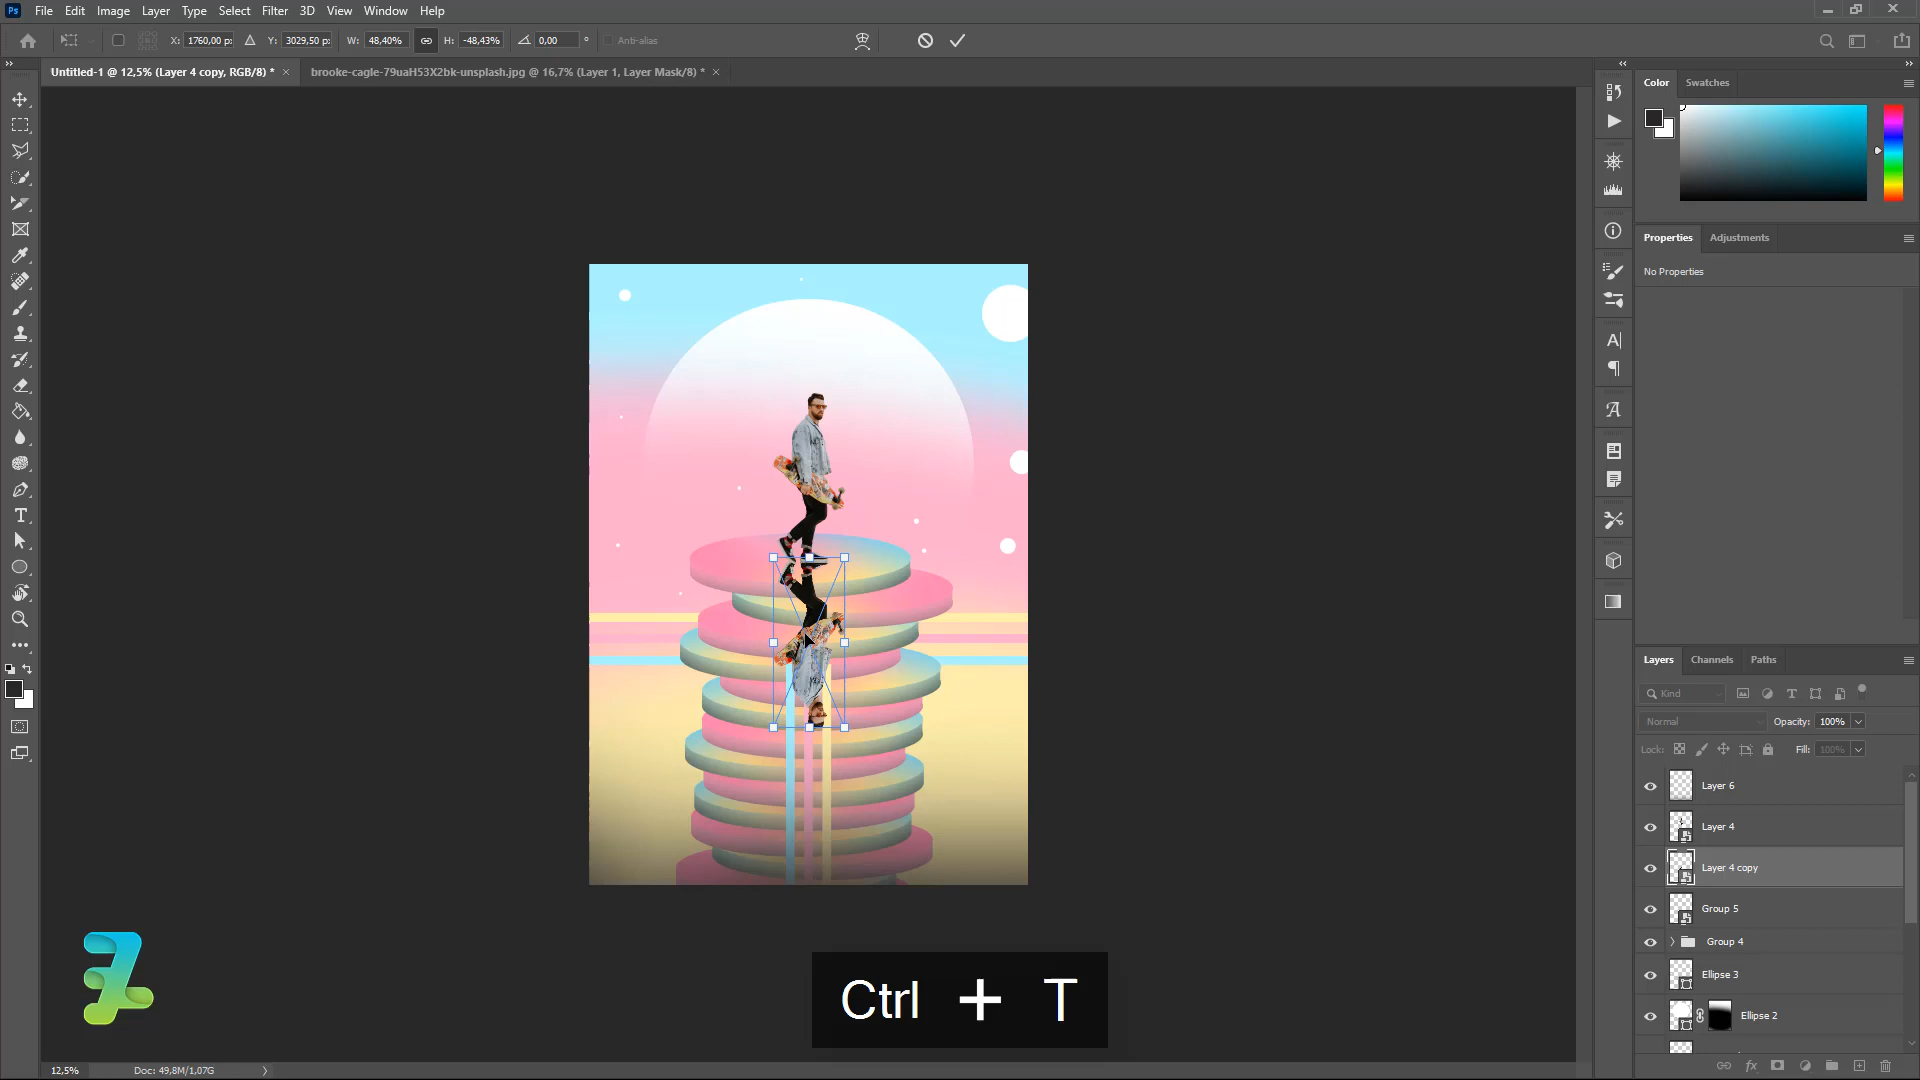 Ps File Edit Image Layer Type Select Filter 3D View Window Help
X: 1760,00 px Y: 3029,50 px W: 48,40% H: -48,43% 0,00 ° Anti-alias
Untitled-1 @ 12,5% (Layer 4 copy, RGB/8) * × brooke-cagle-79uaH53X2bk-unsplash.jpg @ 16,7% (Layer 1, Layer Mask/8) * ×
Color Swatches
Properties Adjustments
No Properties
Layers Channels Paths
Kind
Normal Opacity: 100%
Lock: Fill: 100%
Layer 6
Layer 4
Layer 4 copy
Group 5
Group 4
Ellipse 3
Ellipse 2
Ctrl + T
12,5% Doc: 49,8M/1,07G